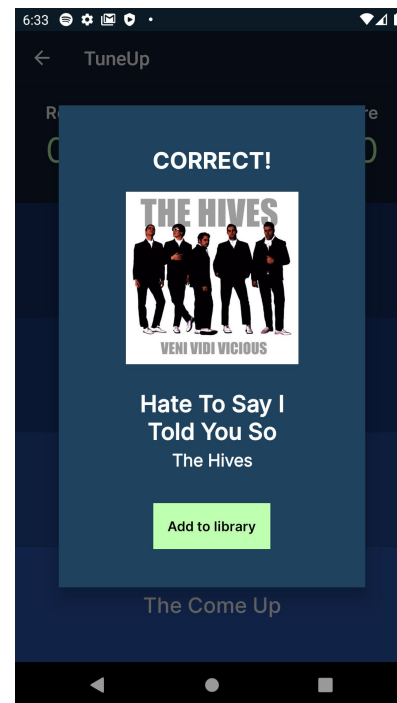 6:33
TuneUp
CORRECT!
THE HIVES
VENI VIDI VICIOUS
Hate To Say I
Told You So
The Hives
Add to library
The Come Up